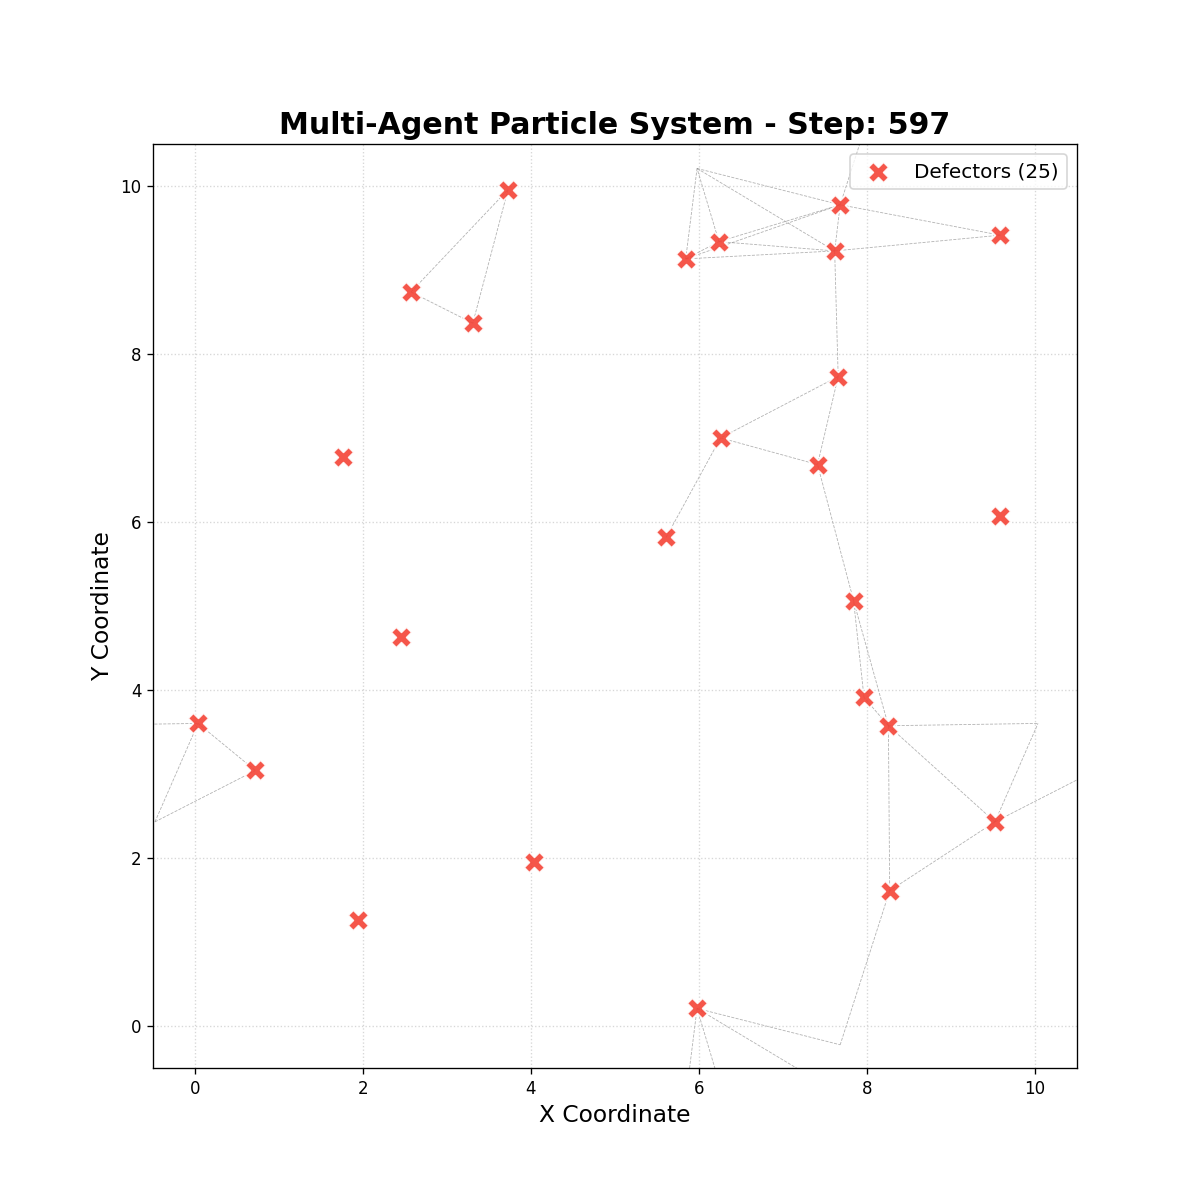 Multi-Agent Particle System - Step: 597
Defectors (25)
10
8
6
4
2
0
Y Coordinate
0 2 4 6 8 10
X Coordinate